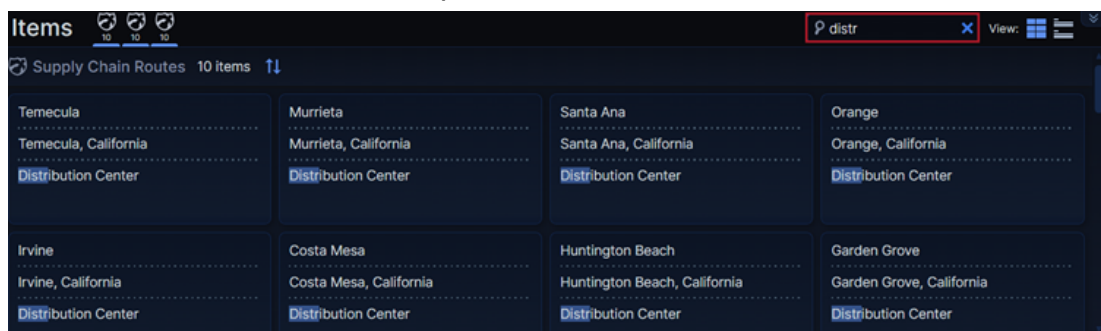 Items 10 10 10 distr View:
Supply Chain Routes 10 items
Temecula Murrieta Santa Ana Orange
Temecula, California Murrieta, California Santa Ana, California Orange, California
Distribution Center Distribution Center Distribution Center Distribution Center
Irvine Costa Mesa Huntington Beach Garden Grove
Irvine, California Costa Mesa, California Huntington Beach, California Garden Grove, California
Distribution Center Distribution Center Distribution Center Distribution Center